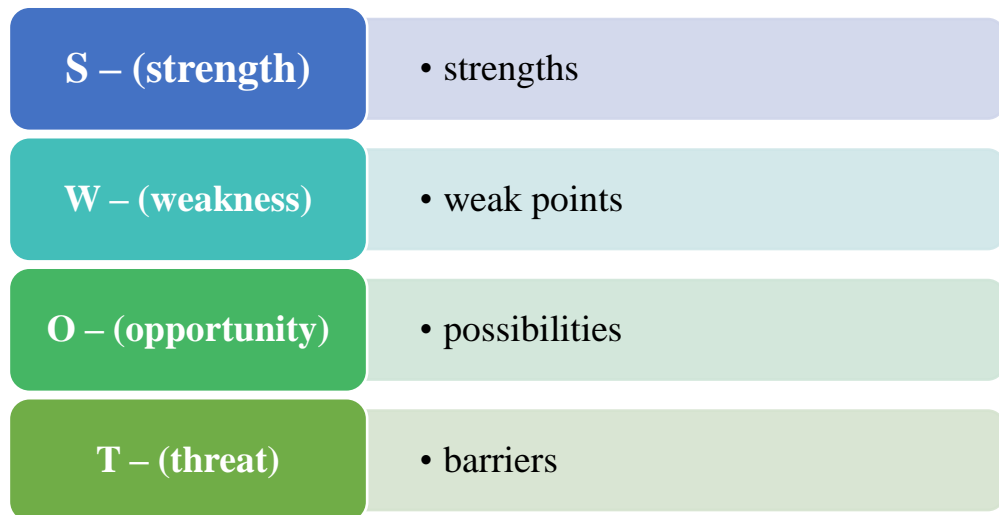 S – (strength)
• strengths
W – (weakness)
• weak points
O – (opportunity)
• possibilities
T – (threat)
• barriers